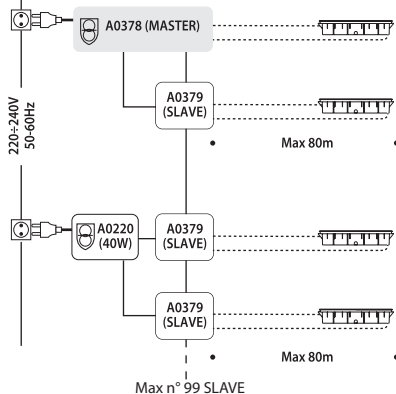 A0378 (MASTER)
220÷240V
50-60Hz
A0379
(SLAVE)
Max 80m
A0220
(40W)
A0379
(SLAVE)
A0379
(SLAVE)
Max 80m
Max n° 99 SLAVE